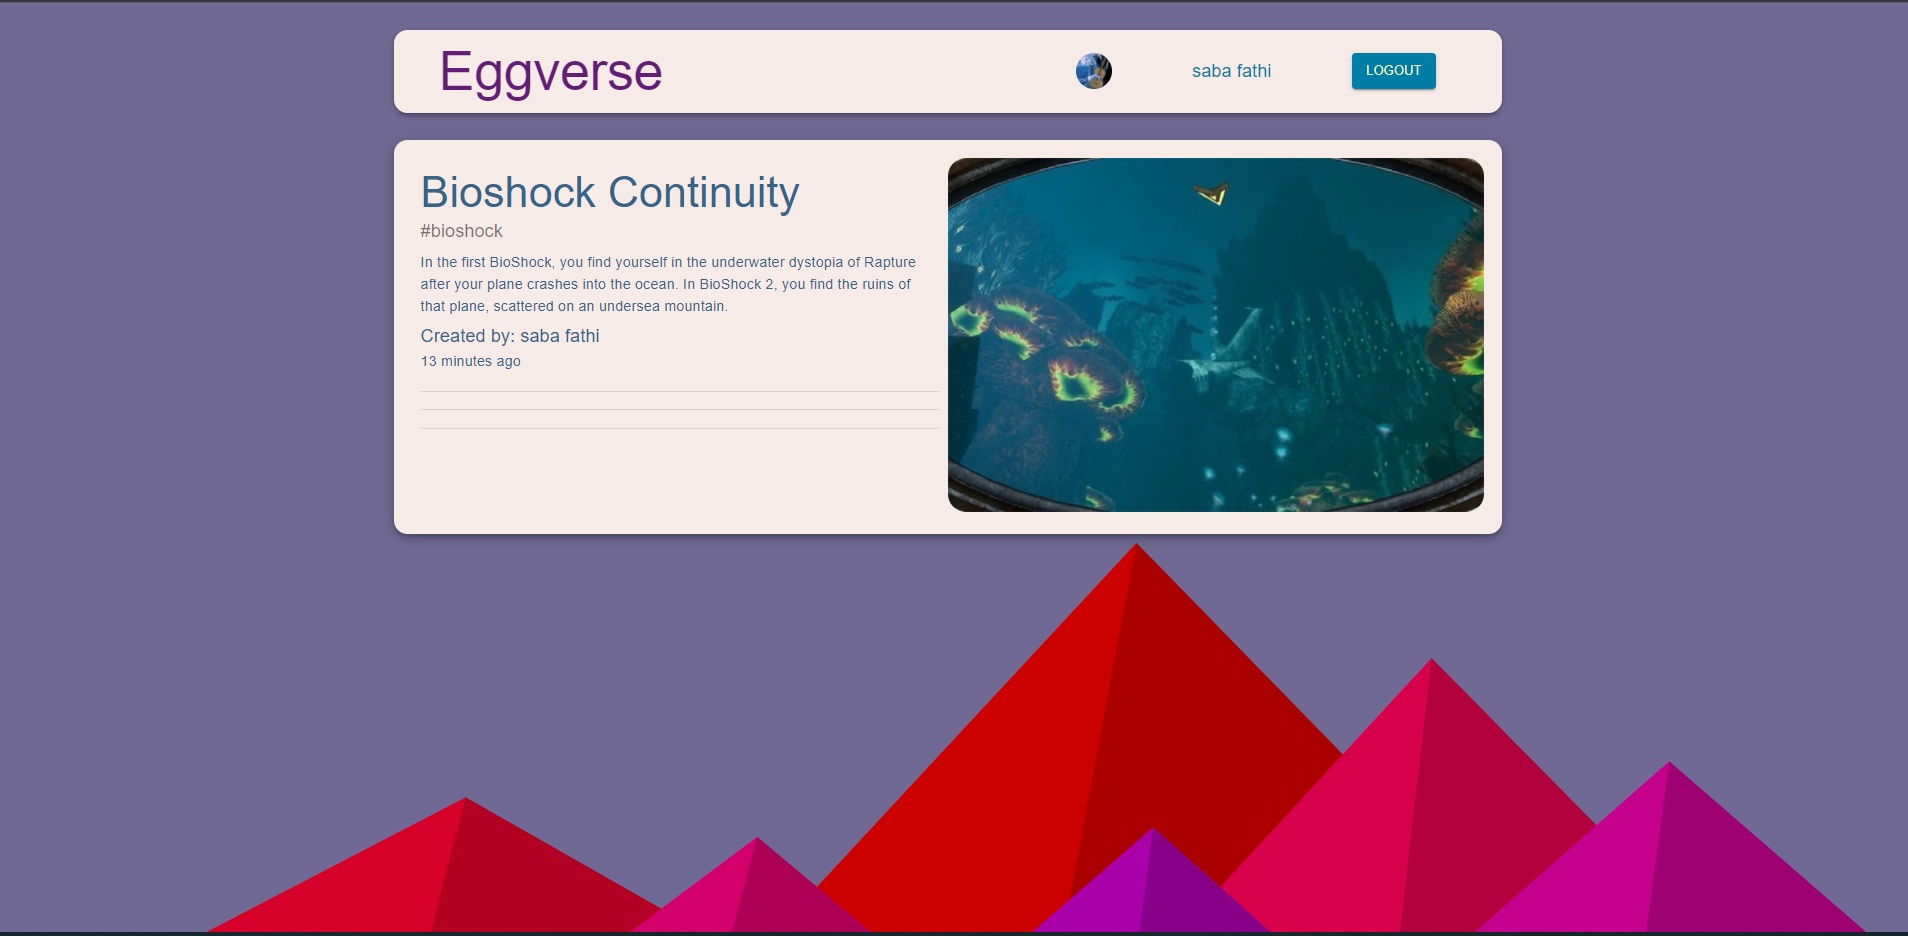 Eggverse
saba fathi
LOGOUT
Bioshock Continuity
#bioshock
In the first BioShock, you find yourself in the underwater dystopia of Rapture
after your plane crashes into the ocean. In BioShock 2, you find the ruins of
that plane, scattered on an undersea mountain.
Created by: saba fathi
13 minutes ago